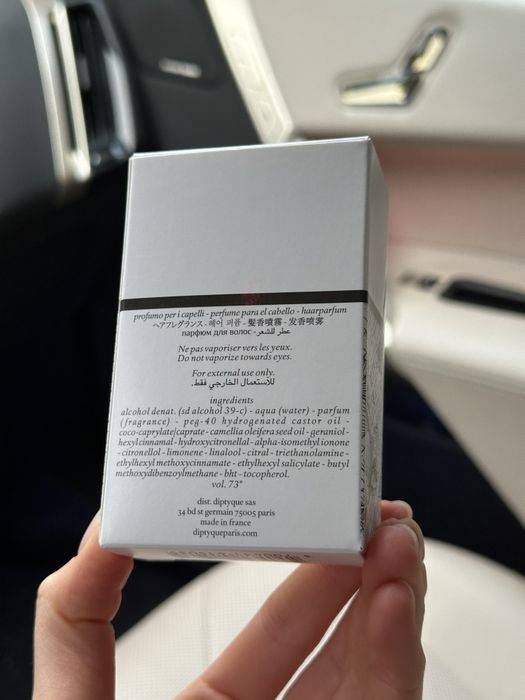 profumo per i capelli - perfume para el cabello - haarparfum
ヘアフレグランス - 헤어 퍼퓸 - 髮香噴霧 - 发香喷雾
парфюм для волос - عطر للشعر
Ne pas vaporiser vers les yeux.
Do not vaporize towards eyes.
For external use only.
للاستعمال الخارجي فقط.
ingredients
alcohol denat. (sd alcohol 39-c) - aqua (water) - parfum
(fragrance) - peg-40 hydrogenated castor oil -
coco-caprylate/caprate - camellia oleifera seed oil - geraniol -
hexyl cinnamal - hydroxycitronellal - alpha-isomethyl ionone
- citronellol - limonene - linalool - citral - triethanolamine -
ethylhexyl methoxycinnamate - ethylhexyl salicylate - butyl
methoxydibenzoylmethane - bht - tocopherol.
vol. 73°
dist. diptyque sas
34 bd st germain 75005 paris
made in france
diptyqueparis.com